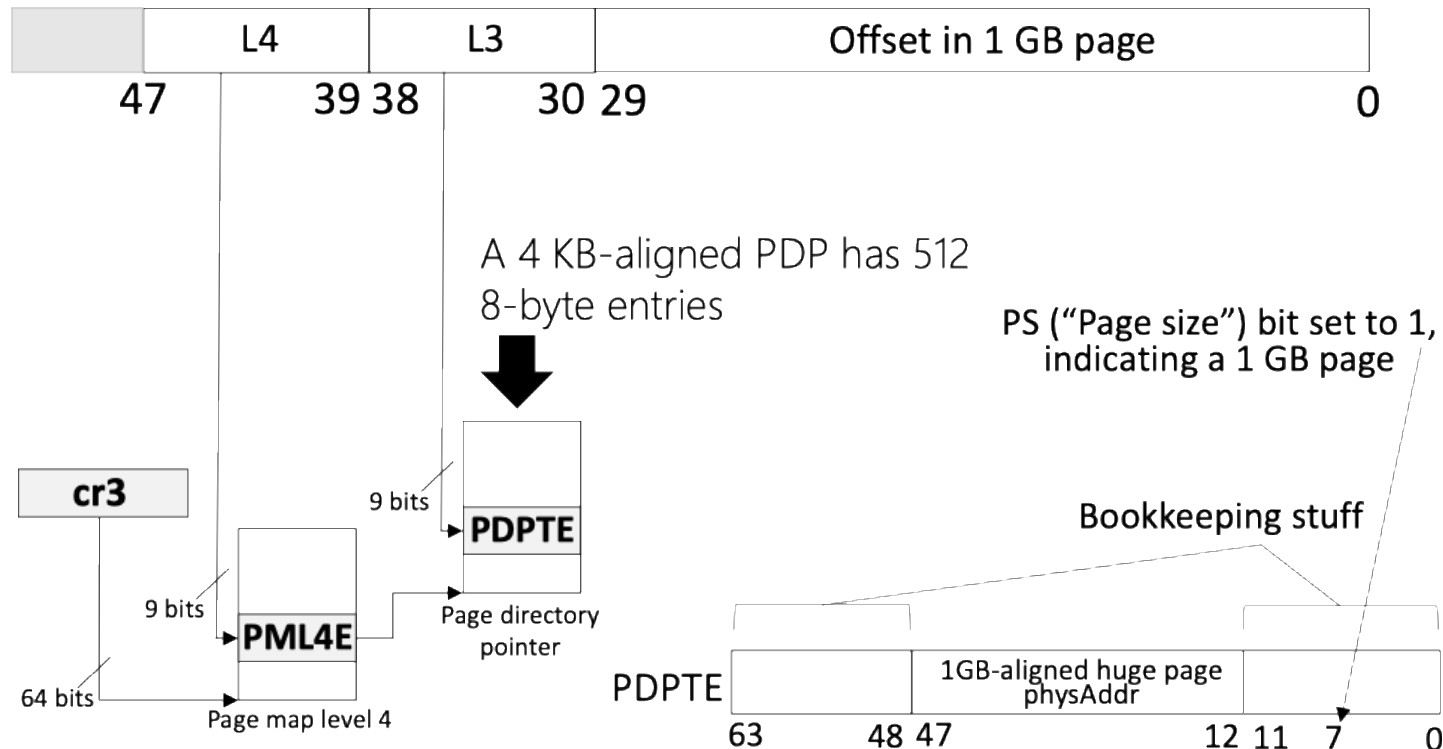 L4 L3 Offset in 1 GB page
47 39 38 30 29 0
A 4 KB-aligned PDP has 512
8-byte entries
PS (“Page size”) bit set to 1,
indicating a 1 GB page
cr3
9 bits
PDPTE
Bookkeeping stuff
9 bits
Page directory
pointer
PML4E
64 bits
Page map level 4
PDPTE
1GB-aligned huge page
physAddr
63 48 47 12 11 7 0